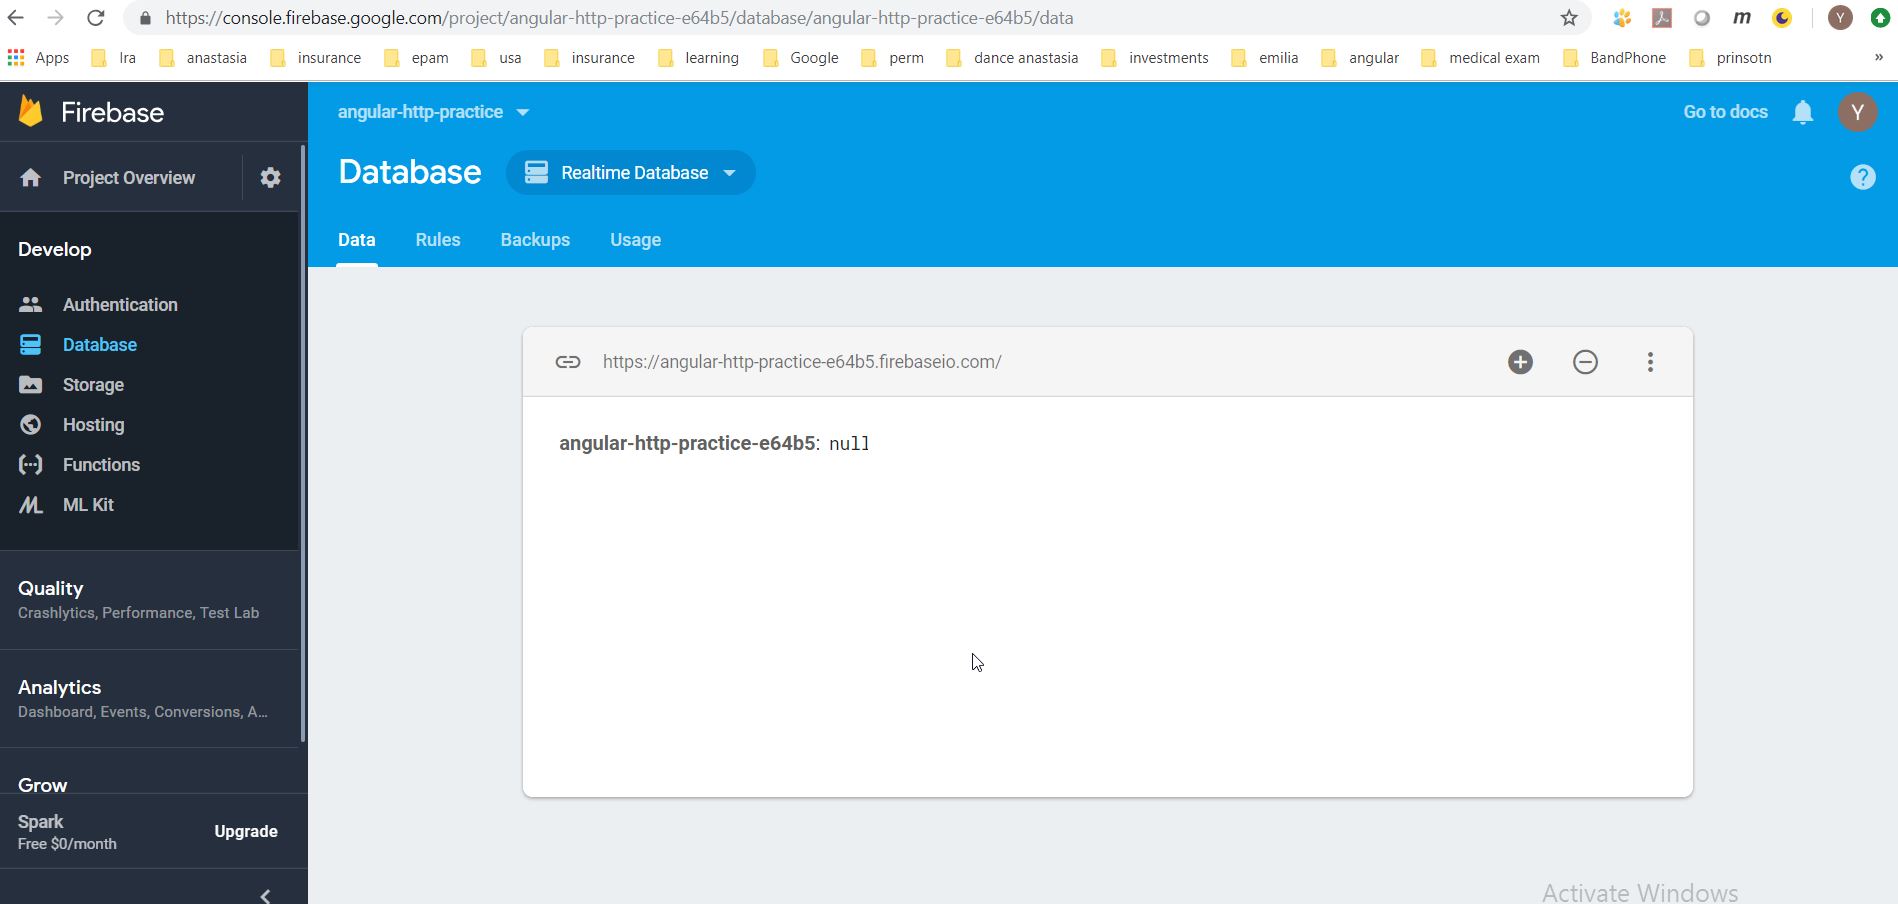 https://console.firebase.google.com/project/angular-http-practice-e64b5/database/angular-http-practice-e64b5/data
m
Y
Apps Ira anastasia insurance epam usa insurance learning Google perm dance anastasia investments emilia angular medical exam BandPhone prinsotn »
Firebase
angular-http-practice
Go to docs
Y
Project Overview
Database
Realtime Database
?
Data Rules Backups Usage
Develop
Authentication
Database
Storage
Hosting
Functions
ML ML Kit
Quality
Crashlytics, Performance, Test Lab
Analytics
Dashboard, Events, Conversions, A...
Grow
Spark
Free $0/month
Upgrade
https://angular-http-practice-e64b5.firebaseio.com/
angular-http-practice-e64b5: null
Activate Windows